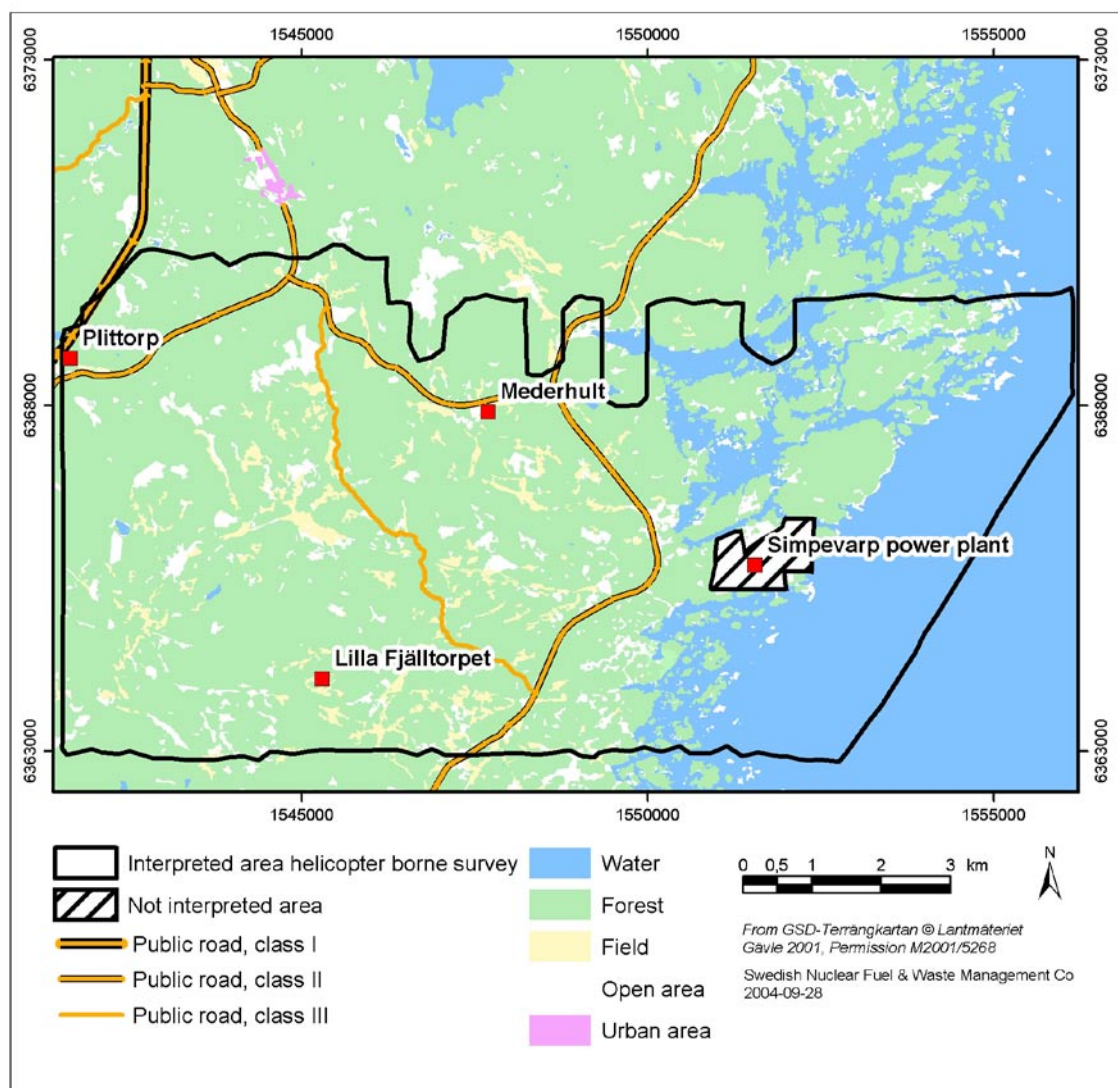 1545000
1550000
1555000
6373000
6373000
Plittorp
Mederhult
6368000
6368000
Simpevarp power plant
Lilla Fjälltorpet
6363000
6363000
1545000
1550000
1555000
Interpreted area helicopter borne survey
Not interpreted area
Public road, class I
Public road, class II
Public road, class III
Water
Forest
Field
Open area
Urban area
0 0,5 1 2 3 km
N
From GSD-Terrängkartan © Lantmäteriet
Gävle 2001, Permission M2001/5268
Swedish Nuclear Fuel & Waste Management Co
2004-09-28